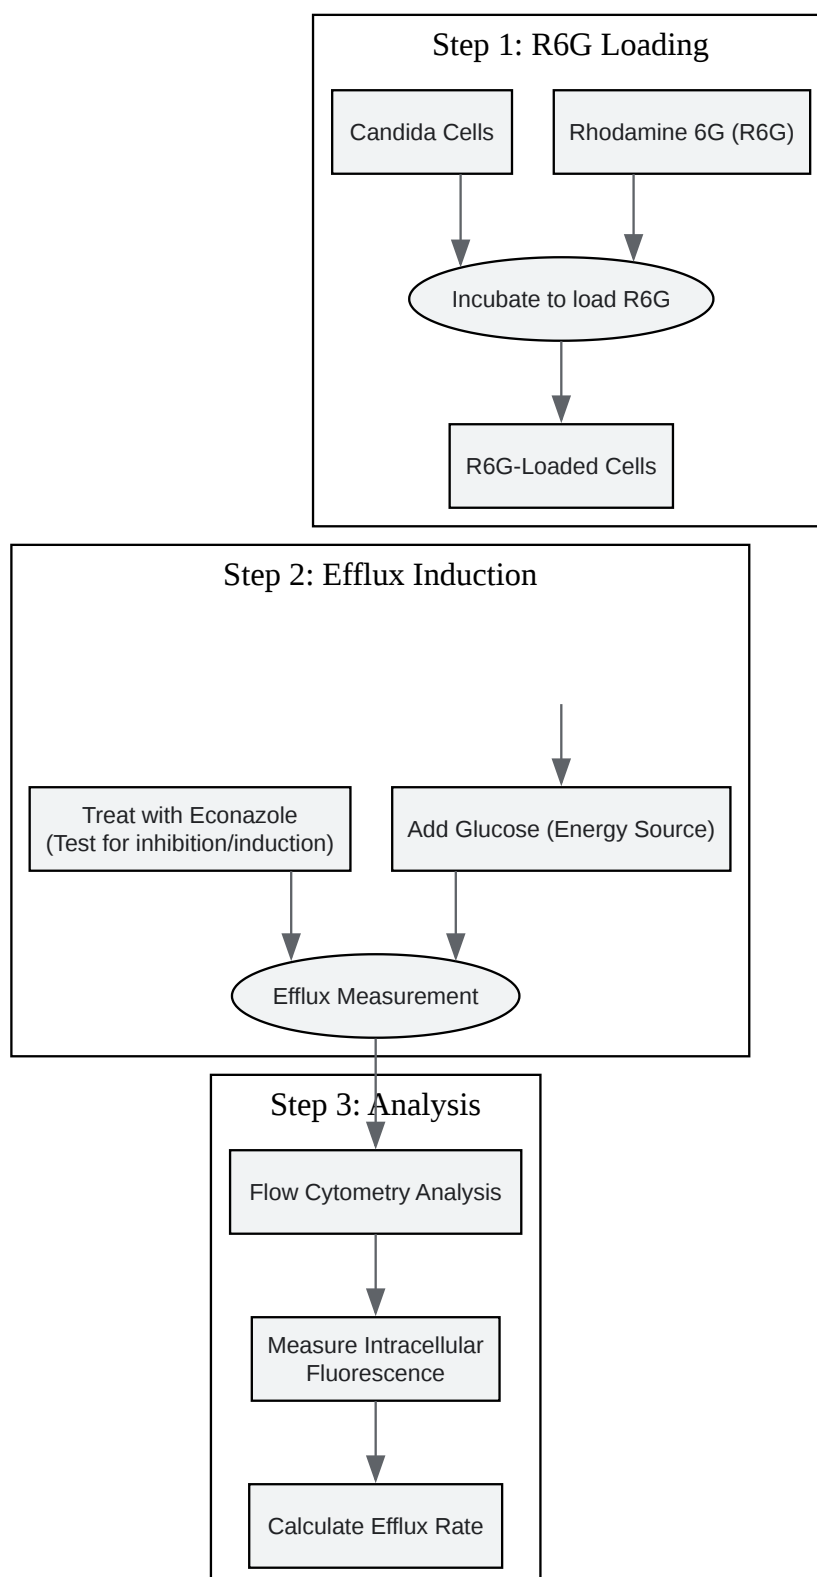 Step 1: R6G Loading
Candida Cells
Rhodamine 6G (R6G)
Incubate to load R6G
R6G-Loaded Cells
Step 2: Efflux Induction
Treat with Econazole
(Test for inhibition/induction)
Add Glucose (Energy Source)
Efflux Measurement
Step 3: Analysis
Flow Cytometry Analysis
Measure Intracellular
Fluorescence
Calculate Efflux Rate